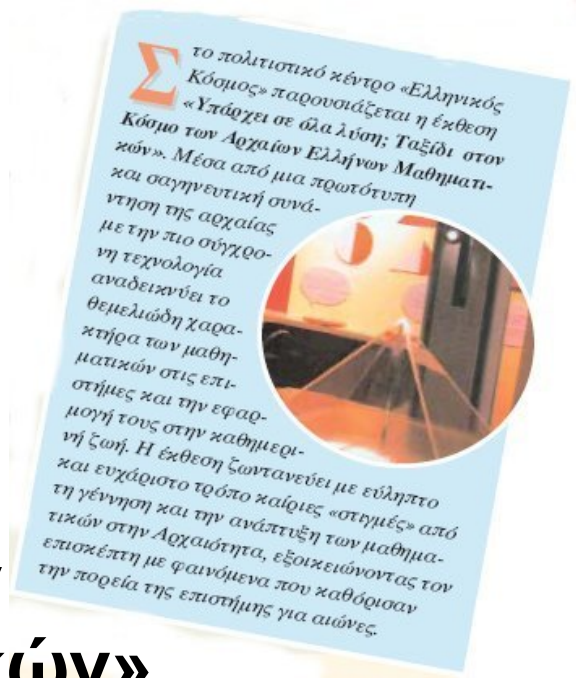 Στο πολιτιστικό κέντρο «Ελληνικός
Κόσμος» παρουσιάζεται η έκθεση
«Υπάρχει σε όλα λύση; Ταξίδι στον
Κόσμο των Αρχαίων Ελλήνων Μαθηματι-
κών». Μέσα από μια πρωτότυπη
και σαγηνευτική συνά-
ντηση της αρχαίας
με την πιο σύγχρο-
νη τεχνολογία
αναδεικνύει το
θεμελιώδη χαρα-
κτήρα των μαθη-
ματικών στις επι-
στήμες και την εφαρ-
μογή τους στην καθημερι-
νή ζωή. Η έκθεση ζωντανεύει με εύληπτο
και ευχάριστο τρόπο καίριες «στιγμές» από
τη γέννηση και την ανάπτυξη των μαθημα-
τικών στην Αρχαιότητα, εξοικειώνοντας τον
επισκέπτη με φαινόμενα που καθόρισαν
την πορεία της επιστήμης για αιώνες.